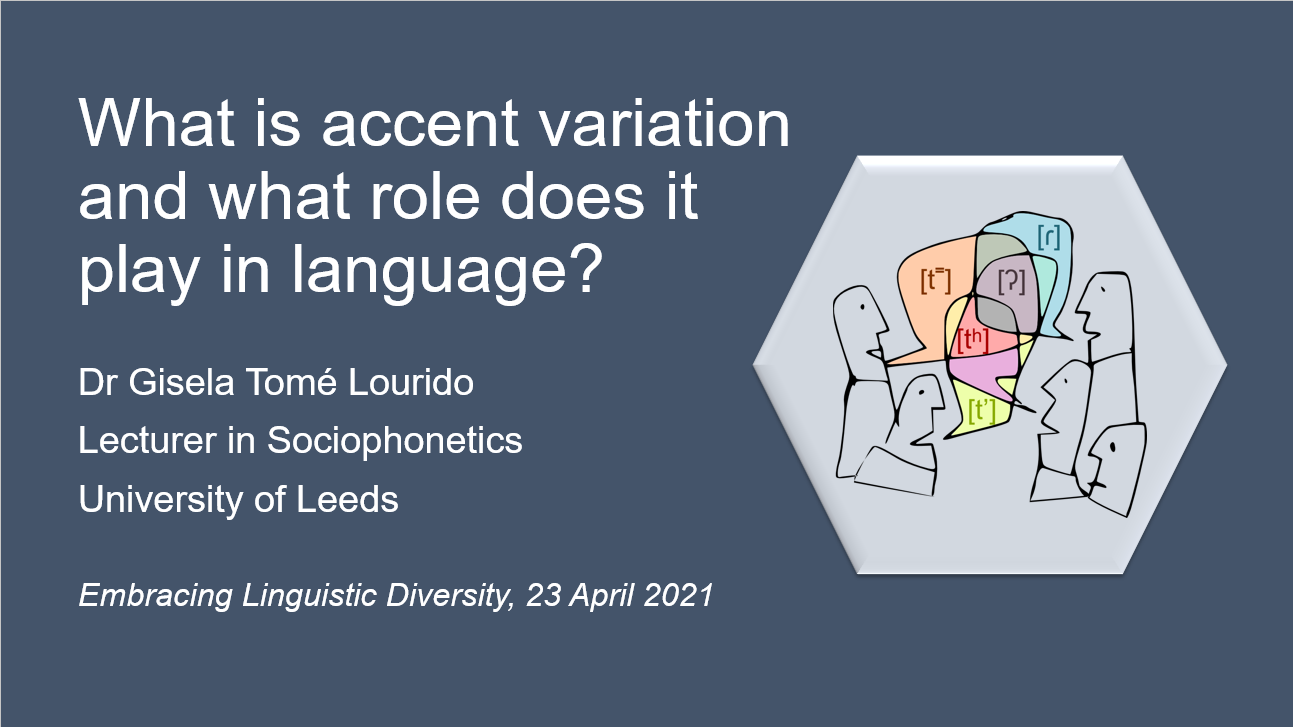 What is accent variation
and what role does it
play in language?
Dr Gisela Tomé Lourido
Lecturer in Sociophonetics
University of Leeds
Embracing Linguistic Diversity, 23 April 2021
[ɾ]
[t⁼]
[ʔ]
[tʰ]
[t’]